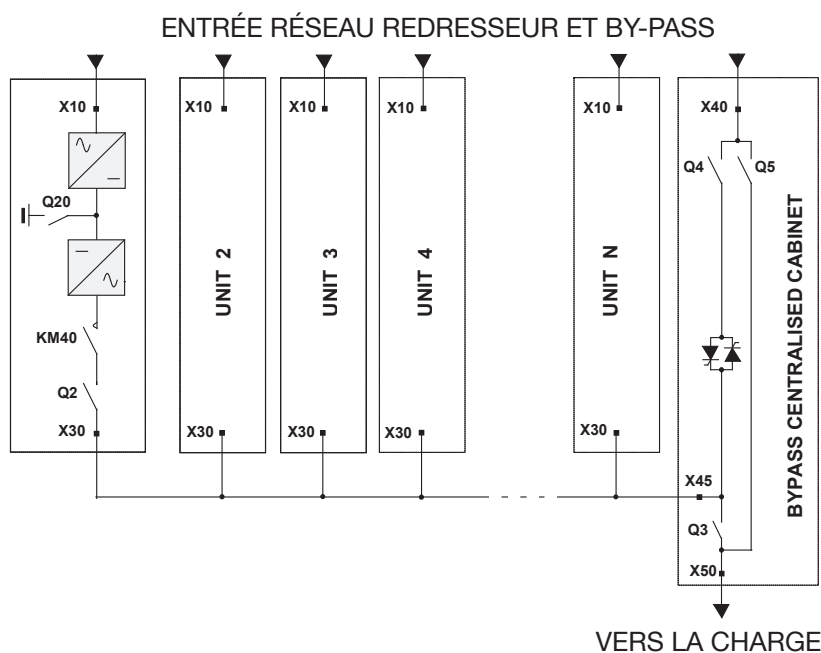 ENTRÉE RÉSEAU REDRESSEUR ET BY-PASS
X10
X10
X10
X10
X10
X40
Q4
Q5
Q20
UNIT 2
UNIT 3
UNIT 4
UNIT N
BYPASS CENTRALISED CABINET
KM40
Q2
X30
X30
X30
X30
X30
X45
Q3
X50
VERS LA CHARGE